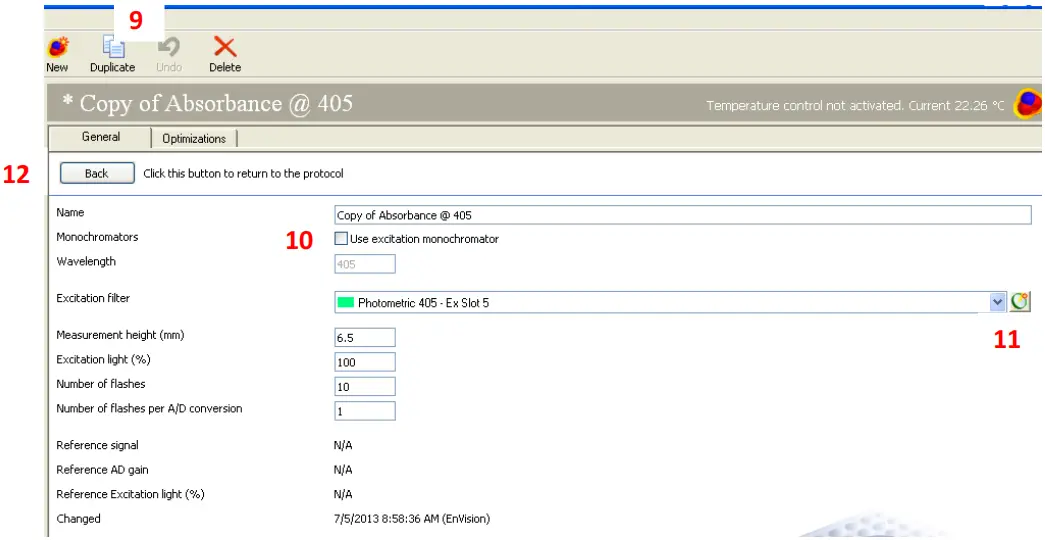 9
New Duplicate Undo Delete
* Copy of Absorbance @ 405 Temperature control not activated. Current 22.26 °C
General Optimizations
12 Back Click this button to return to the protocol
Name Copy of Absorbance @ 405
Monochromators 10 Use excitation monochromator
Wavelength 405
Excitation filter Photometric 405 - Ex Slot 5
11
Measurement height (mm) 6.5
Excitation light (%) 100
Number of flashes 10
Number of flashes per A/D conversion 1
Reference signal N/A
Reference AD gain N/A
Reference Excitation light (%) N/A
Changed 7/5/2013 8:58:36 AM (EnVision)